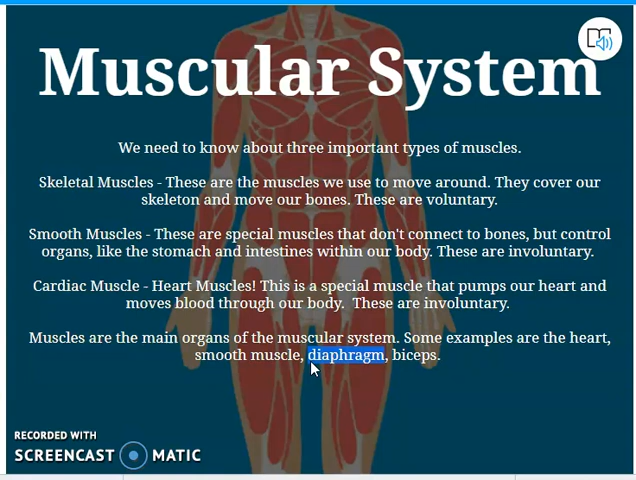 Muscular System
We need to know about three important types of muscles.
Skeletal Muscles - These are the muscles we use to move around. They cover our
skeleton and move our bones. These are voluntary.
Smooth Muscles - These are special muscles that don't connect to bones, but control
organs, like the stomach and intestines within our body. These are involuntary.
Cardiac Muscle - Heart Muscles! This is a special muscle that pumps our heart and
moves blood through our body. These are involuntary.
Muscles are the main organs of the muscular system. Some examples are the heart,
smooth muscle, diaphragm, biceps.
RECORDED WITH
SCREENCAST MATIC